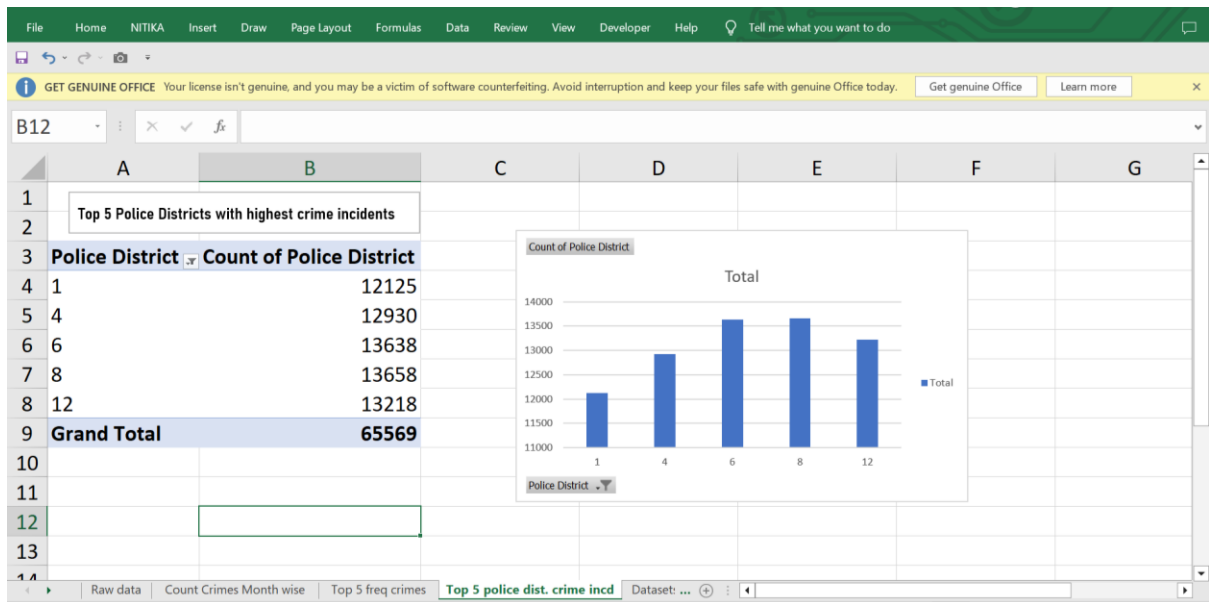 File Home NITIKA Insert Draw Page Layout Formulas Data Review View Developer Help Tell me what you want to do
GET GENUINE OFFICE Your license isn't genuine, and you may be a victim of software counterfeiting. Avoid interruption and keep your files safe with genuine Office today. Get genuine Office Learn more
B12 fx
A B C D E F G
1
Top 5 Police Districts with highest crime incidents
2
3 Police District Count of Police District
4 1 12125
5 4 12930
6 6 13638
7 8 13658
8 12 13218
9 Grand Total 65569
10
11
12
13
14
Count of Police District
Total
14000
13500
13000
12500
12000
11500
11000
1 4 6 8 12
Total
Police District
Raw data Count Crimes Month wise Top 5 freq crimes Top 5 police dist. crime incd Dataset: ...